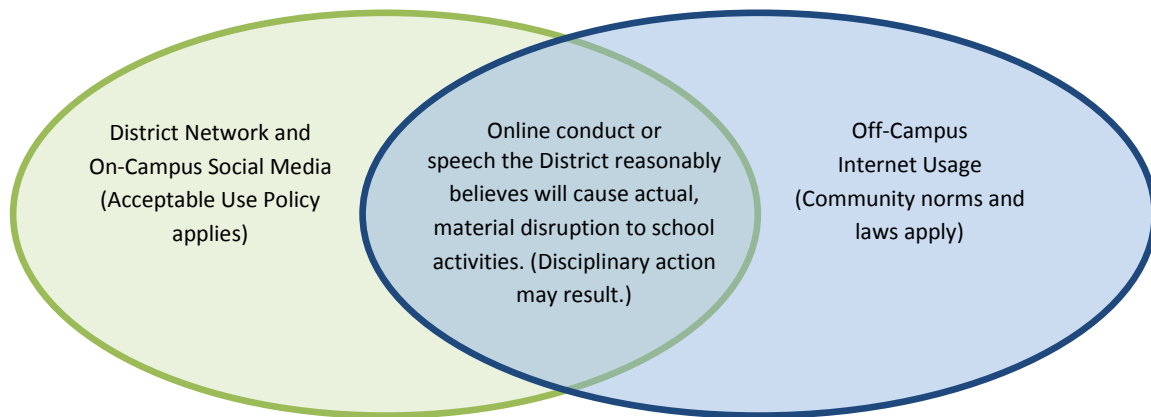 District Network and
On-Campus Social Media
(Acceptable Use Policy
applies)
Online conduct or
speech the District reasonably
believes will cause actual,
material disruption to school
activities. (Disciplinary action
may result.)
Off-Campus
Internet Usage
(Community norms and
laws apply)